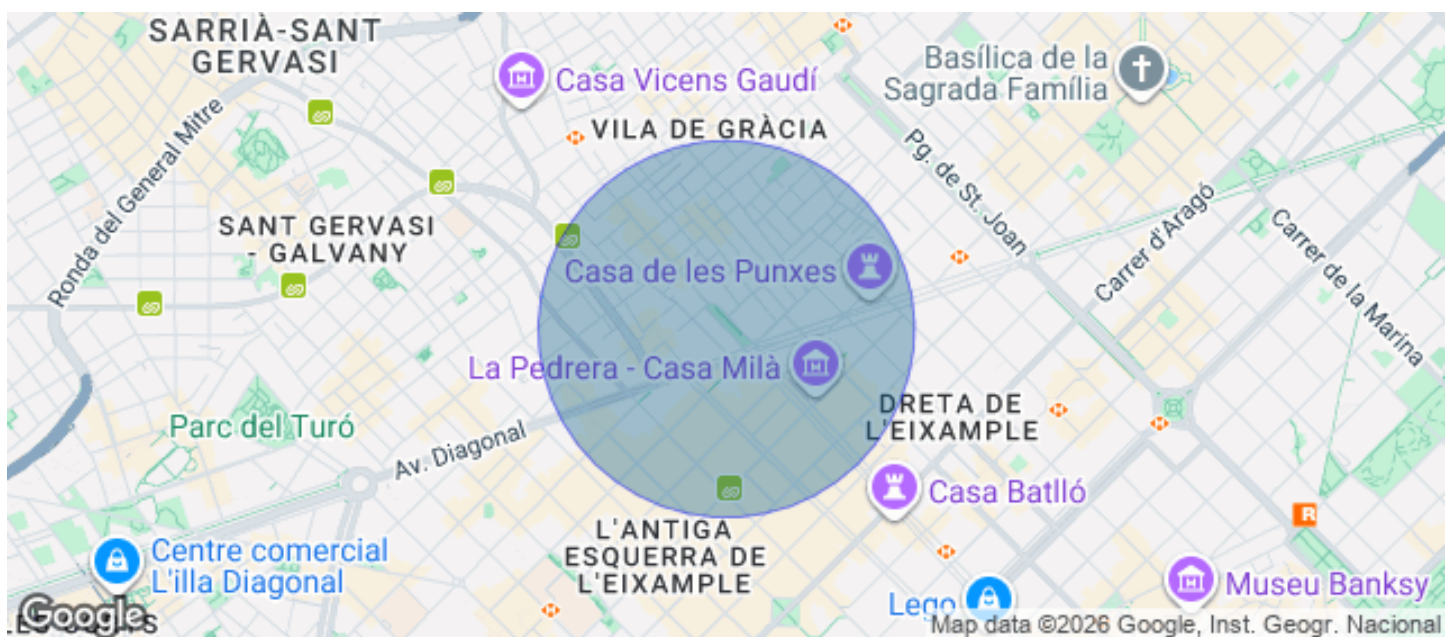 SARRIÀ-SANT
GERVASI
Casa Vicens Gaudí
Basílica de la
Sagrada Família
VILA DE GRÀCIA
Ronda del General Mitre
Pg. de St. Joan
SANT GERVASI
- GALVANY
Carrer d'Aragó
Carrer de la Marina
Casa de les Punxes
La Pedrera - Casa Milà
DRETA DE
L'EIXAMPLE
Parc del Turó
Av. Diagonal
Casa Batlló
L'ANTIGA
ESQUERRA DE
L'EIXAMPLE
R
Centre comercial
L'illa Diagonal
Museu Banksy
Lego
Google
Map data ©2026 Google, Inst. Geogr. Nacional